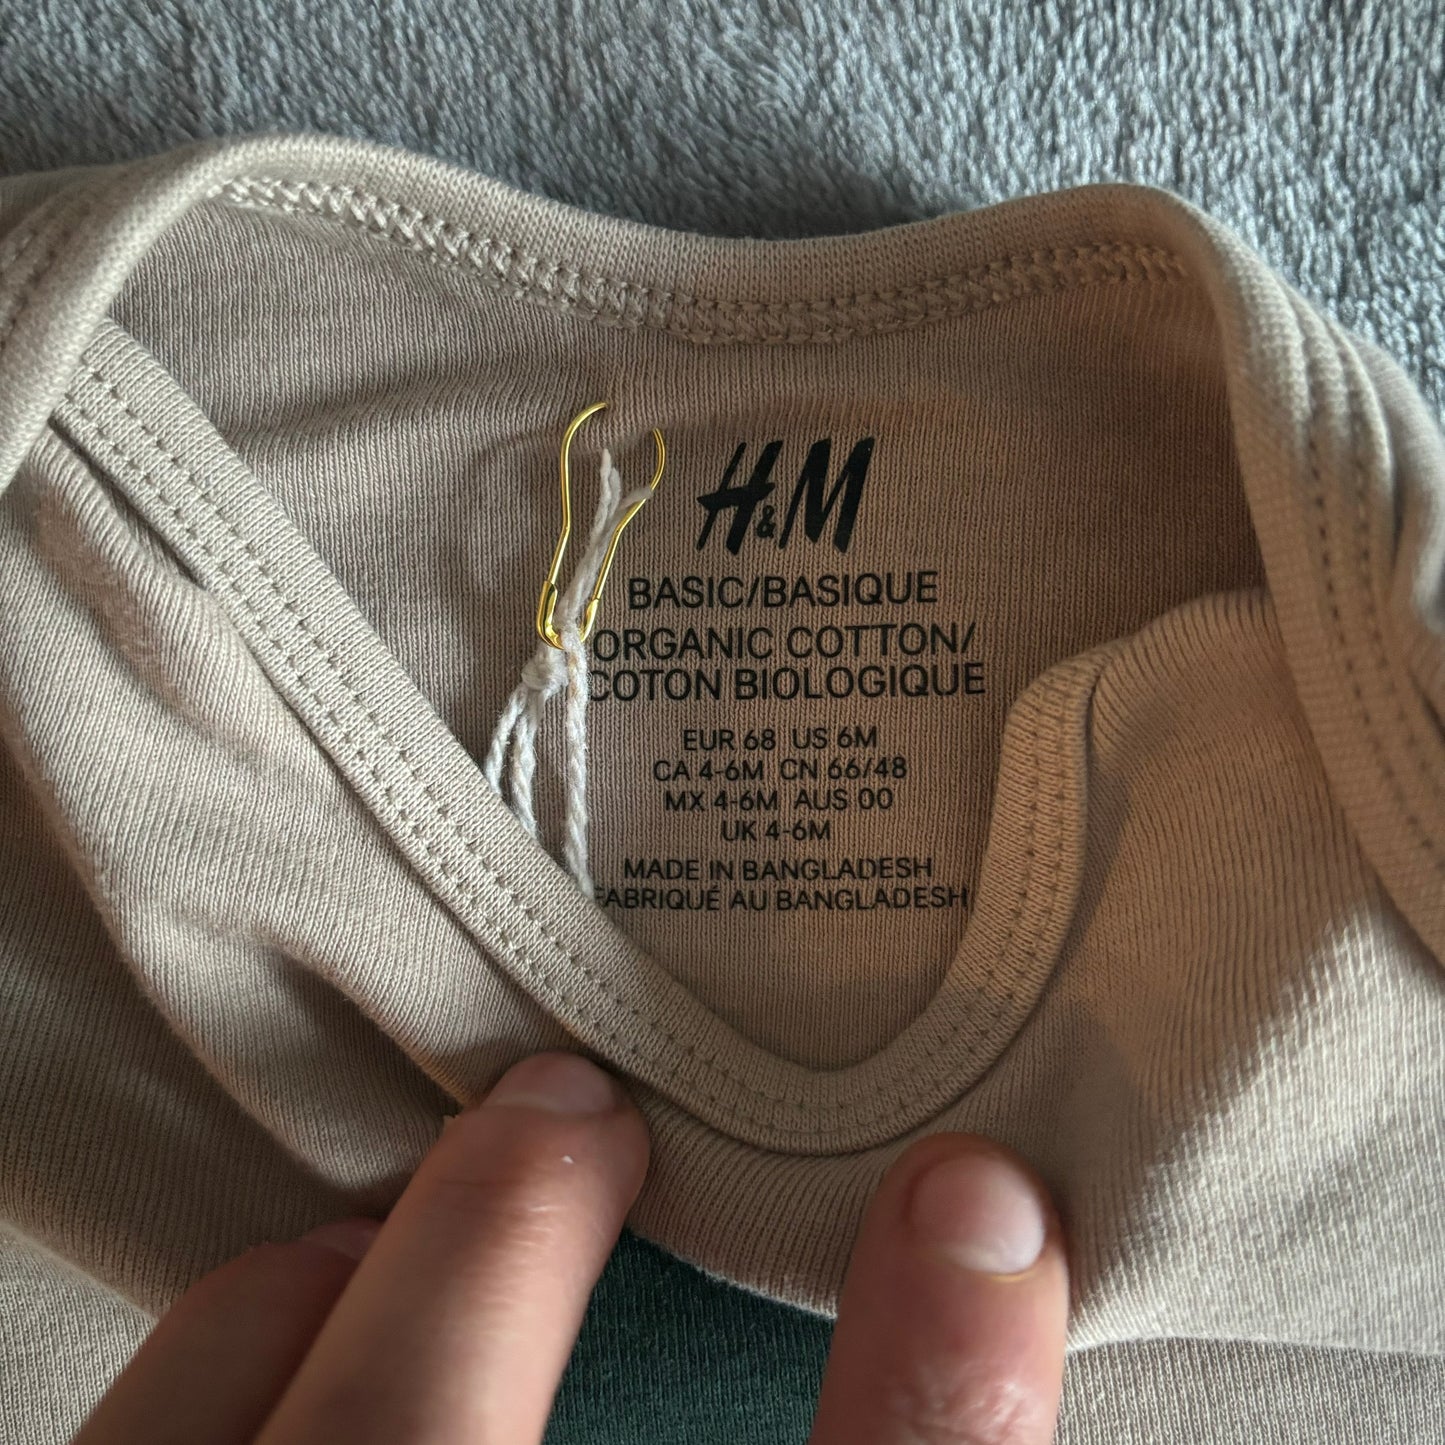 H&M
BASIC/BASIQUE
ORGANIC COTTON/
COTON BIOLOGIQUE
EUR 68 US 6M
CA 4-6M CN 66/48
MX 4-6M AUS 00
UK 4-6M
MADE IN BANGLADESH
FABRIQUÉ AU BANGLADESH